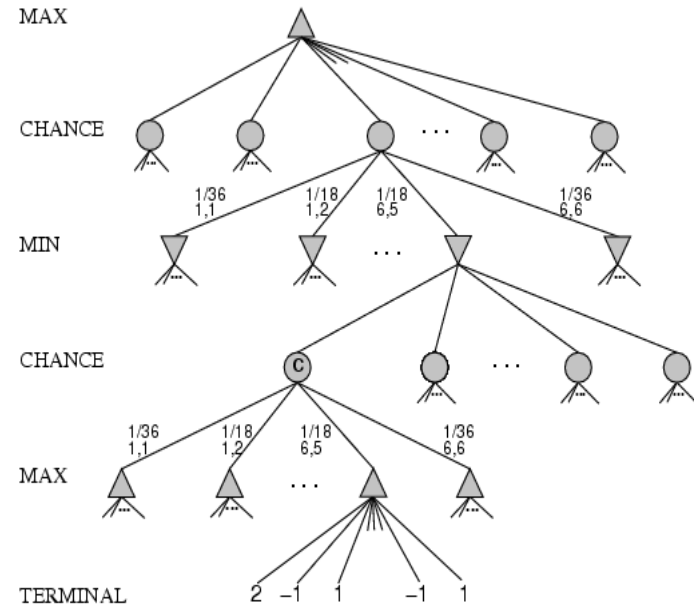 MAX
CHANCE
...
1/36 1/18 1/18 1/36
1,1 1,2 6,5 6,6
MIN
...
CHANCE
C ...
1/36 1/18 1/18 1/36
1,1 1,2 6,5 6,6
MAX
...
TERMINAL 2 −1 1 −1 1